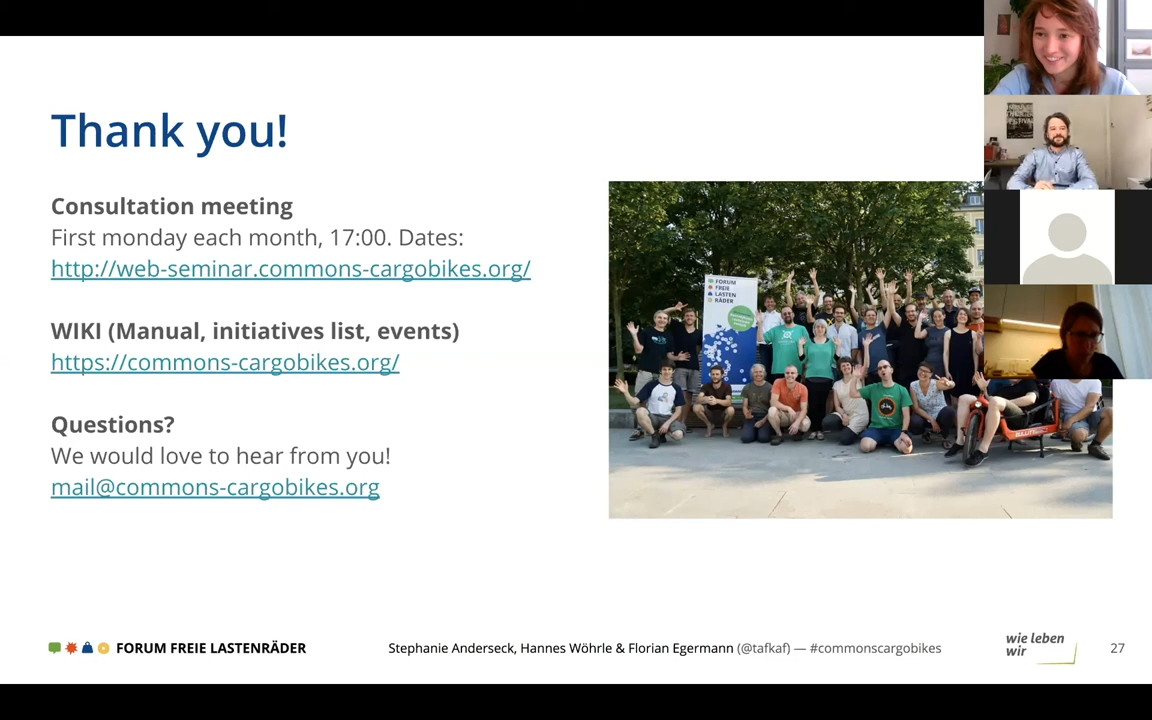 Thank you!
Consultation meeting
First monday each month, 17:00. Dates:
http://web-seminar.commons-cargobikes.org/
WIKI (Manual, initiatives list, events)
https://commons-cargobikes.org/
Questions?
We would love to hear from you!
mail@commons-cargobikes.org
FORUM
FREIE
LASTEN
RÄDER
FORUM FREIE LASTENRÄDER
Stephanie Anderseck, Hannes Wöhrle & Florian Egermann (@tafkaf) — #commonscargobikes
wie leben
wir
27